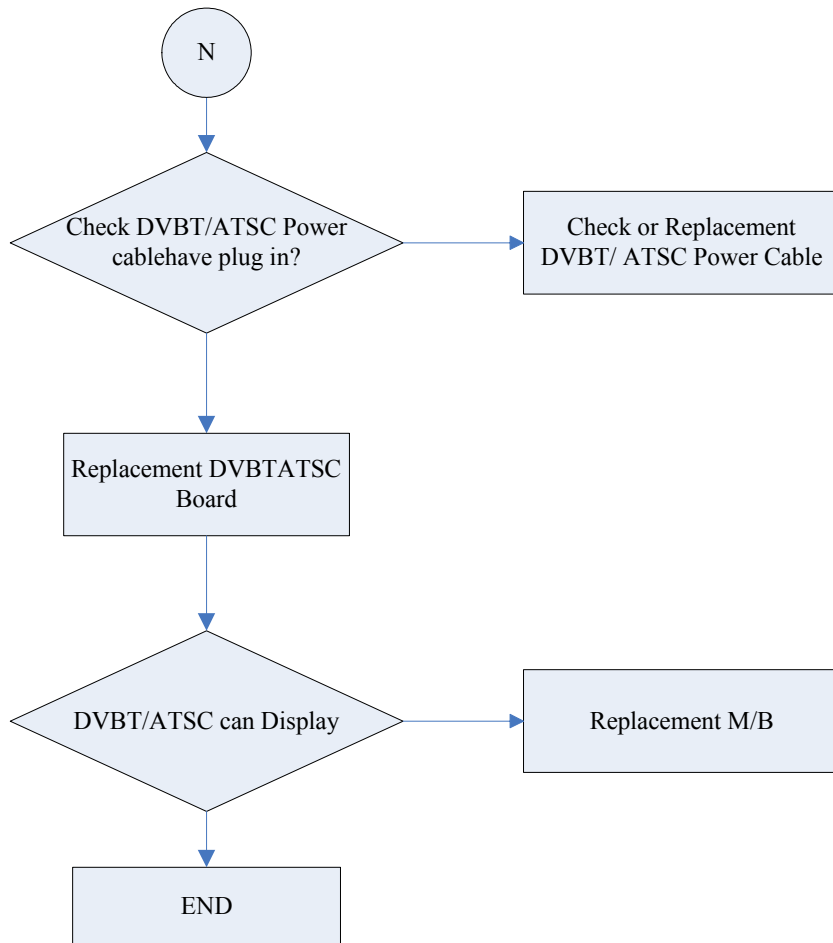 N
Check DVBT/ATSC Power
cablehave plug in?
Check or Replacement
DVBT/ ATSC Power Cable
Replacement DVBTATSC
Board
DVBT/ATSC can Display
Replacement M/B
END